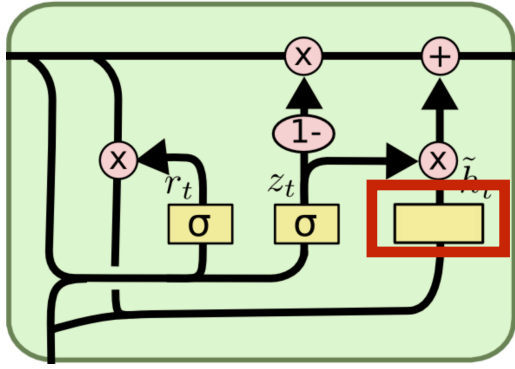 x +
1-
x x
r_t z_t h̃_t
σ σ